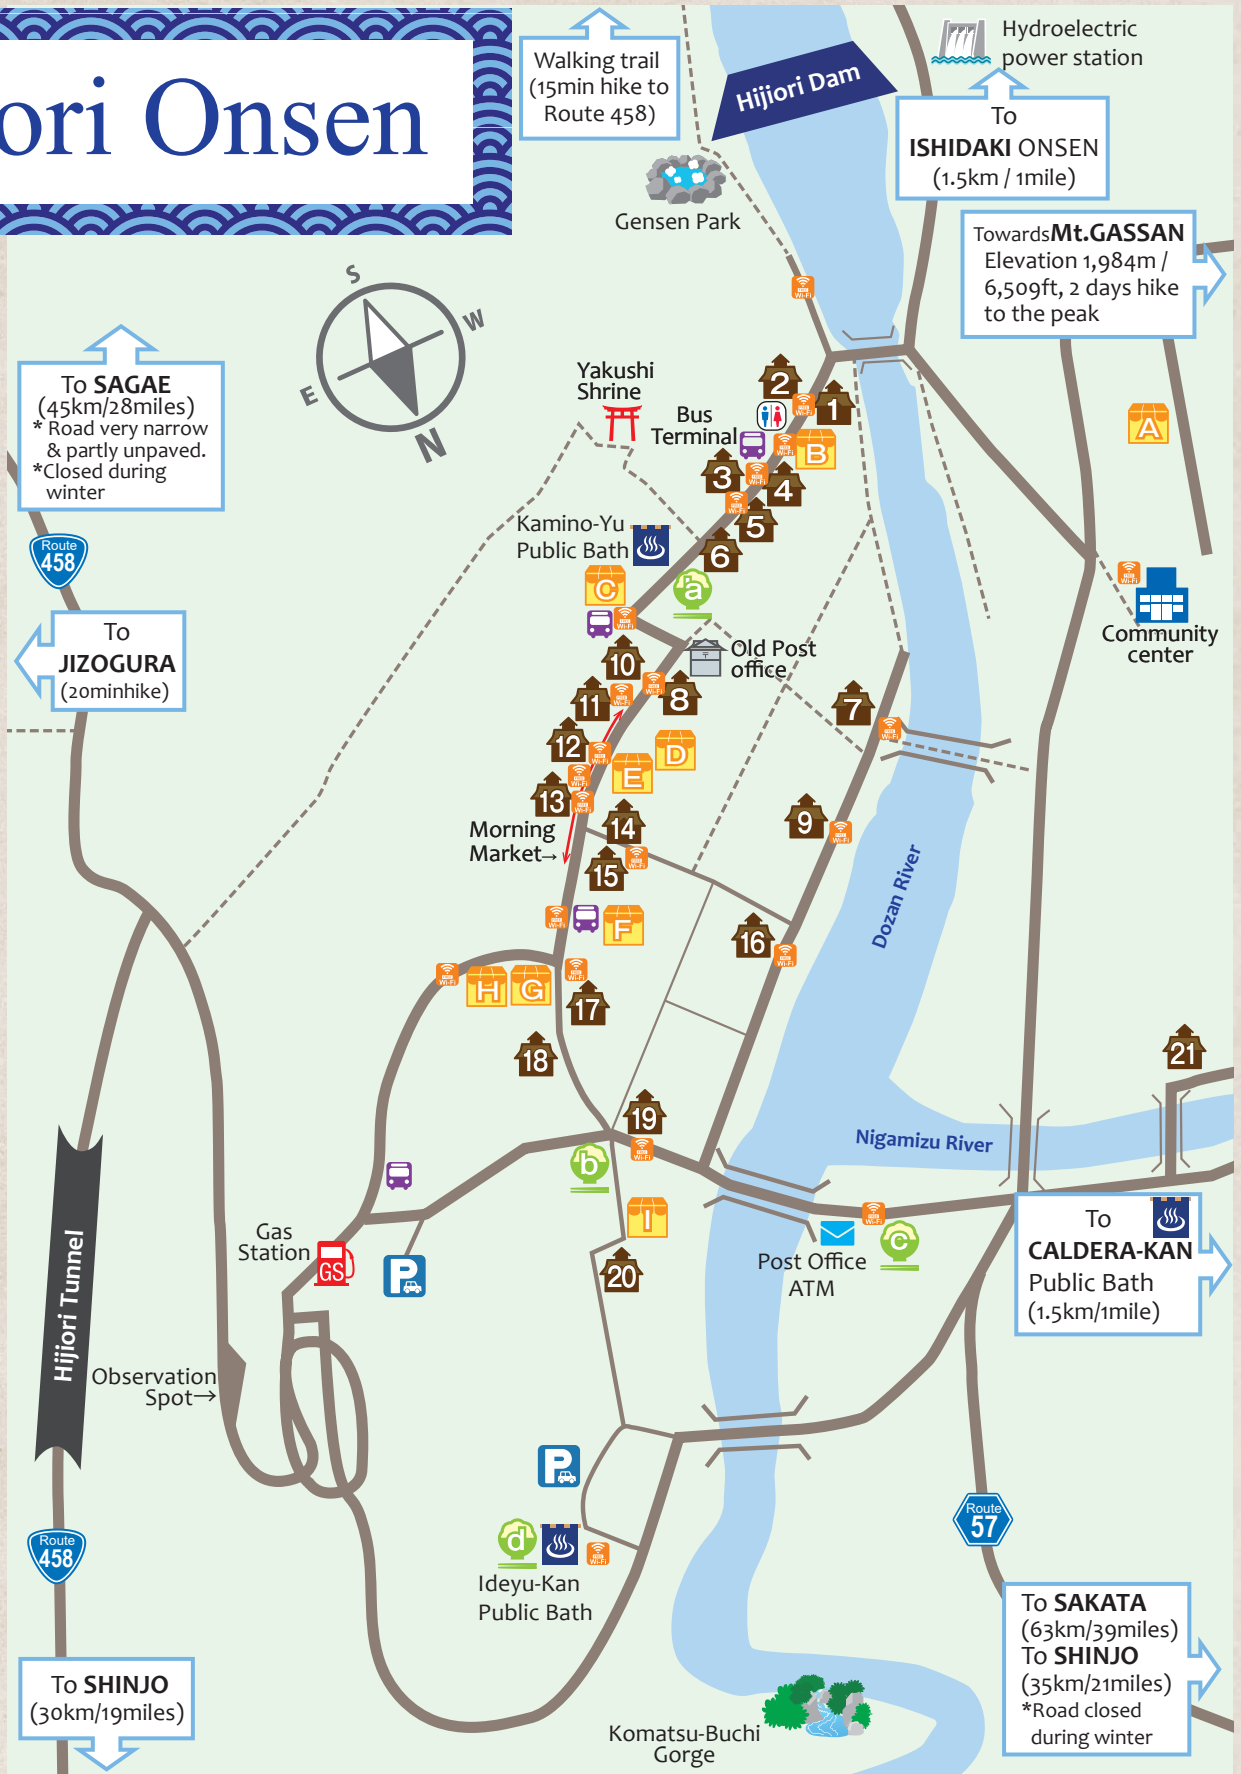 ori Onsen
Walking trail
(15min hike to
Route 458)
Hijiori Dam
Hydroelectric
power station
To
ISHIDAKI ONSEN
(1.5km / 1mile)
Gensen Park
Towards Mt.GASSAN
Elevation 1,984m /
6,509ft, 2 days hike
to the peak
S
W
E
N
To SAGAE
(45km/28miles)
* Road very narrow
& partly unpaved.
*Closed during
winter
Route
458
To
JIZOGURA
(20minhike)
Yakushi
Shrine
Bus
Terminal
2
1
B
A
3
4
5
6
Kamino-Yu
Public Bath
C
a
Wi-Fi
Community
center
Old Post
office
10
11
8
7
12
D
E
13
14
9
Morning
Market→
15
16
F
H
G
17
18
Dozan River
21
19
Nigamizu River
b
I
20
Gas
Station
GS
P
Post Office
ATM
c
To
CALDERA-KAN
Public Bath
(1.5km/1mile)
Hijiori Tunnel
Observation
Spot→
P
d
Ideyu-Kan
Public Bath
Route
57
Route
458
To SHINJO
(30km/19miles)
To SAKATA
(63km/39miles)
To SHINJO
(35km/21miles)
*Road closed
during winter
Komatsu-Buchi
Gorge